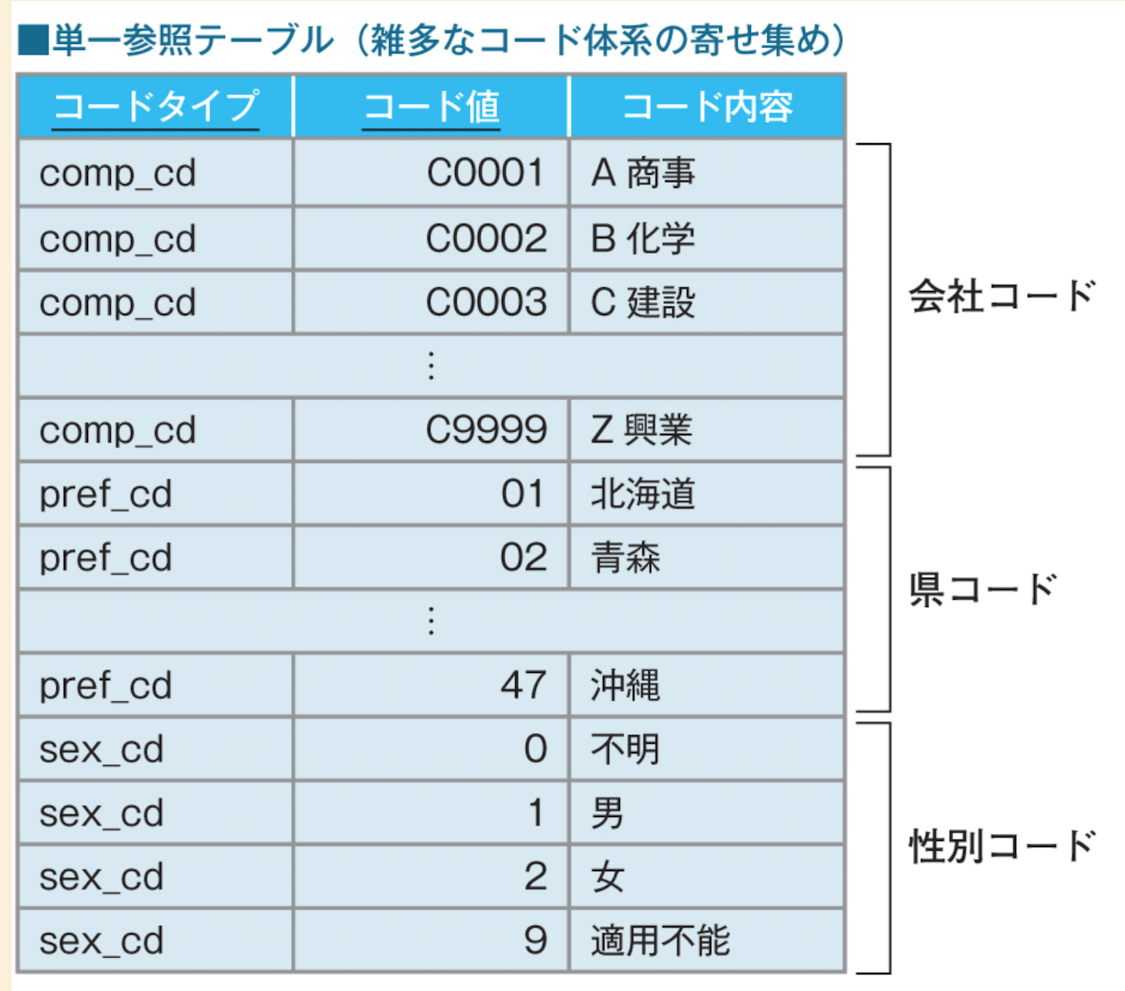 ■単一参照テーブル（雑多なコード体系の寄せ集め）
コードタイプ コード値 コード内容
comp_cd C0001 A 商事
comp_cd C0002 B 化学
comp_cd C0003 C 建設
⋮
comp_cd C9999 Z 興業
会社コード
pref_cd 01 北海道
pref_cd 02 青森
⋮
pref_cd 47 沖縄
県コード
sex_cd 0 不明
sex_cd 1 男
sex_cd 2 女
sex_cd 9 適用不能
性別コード